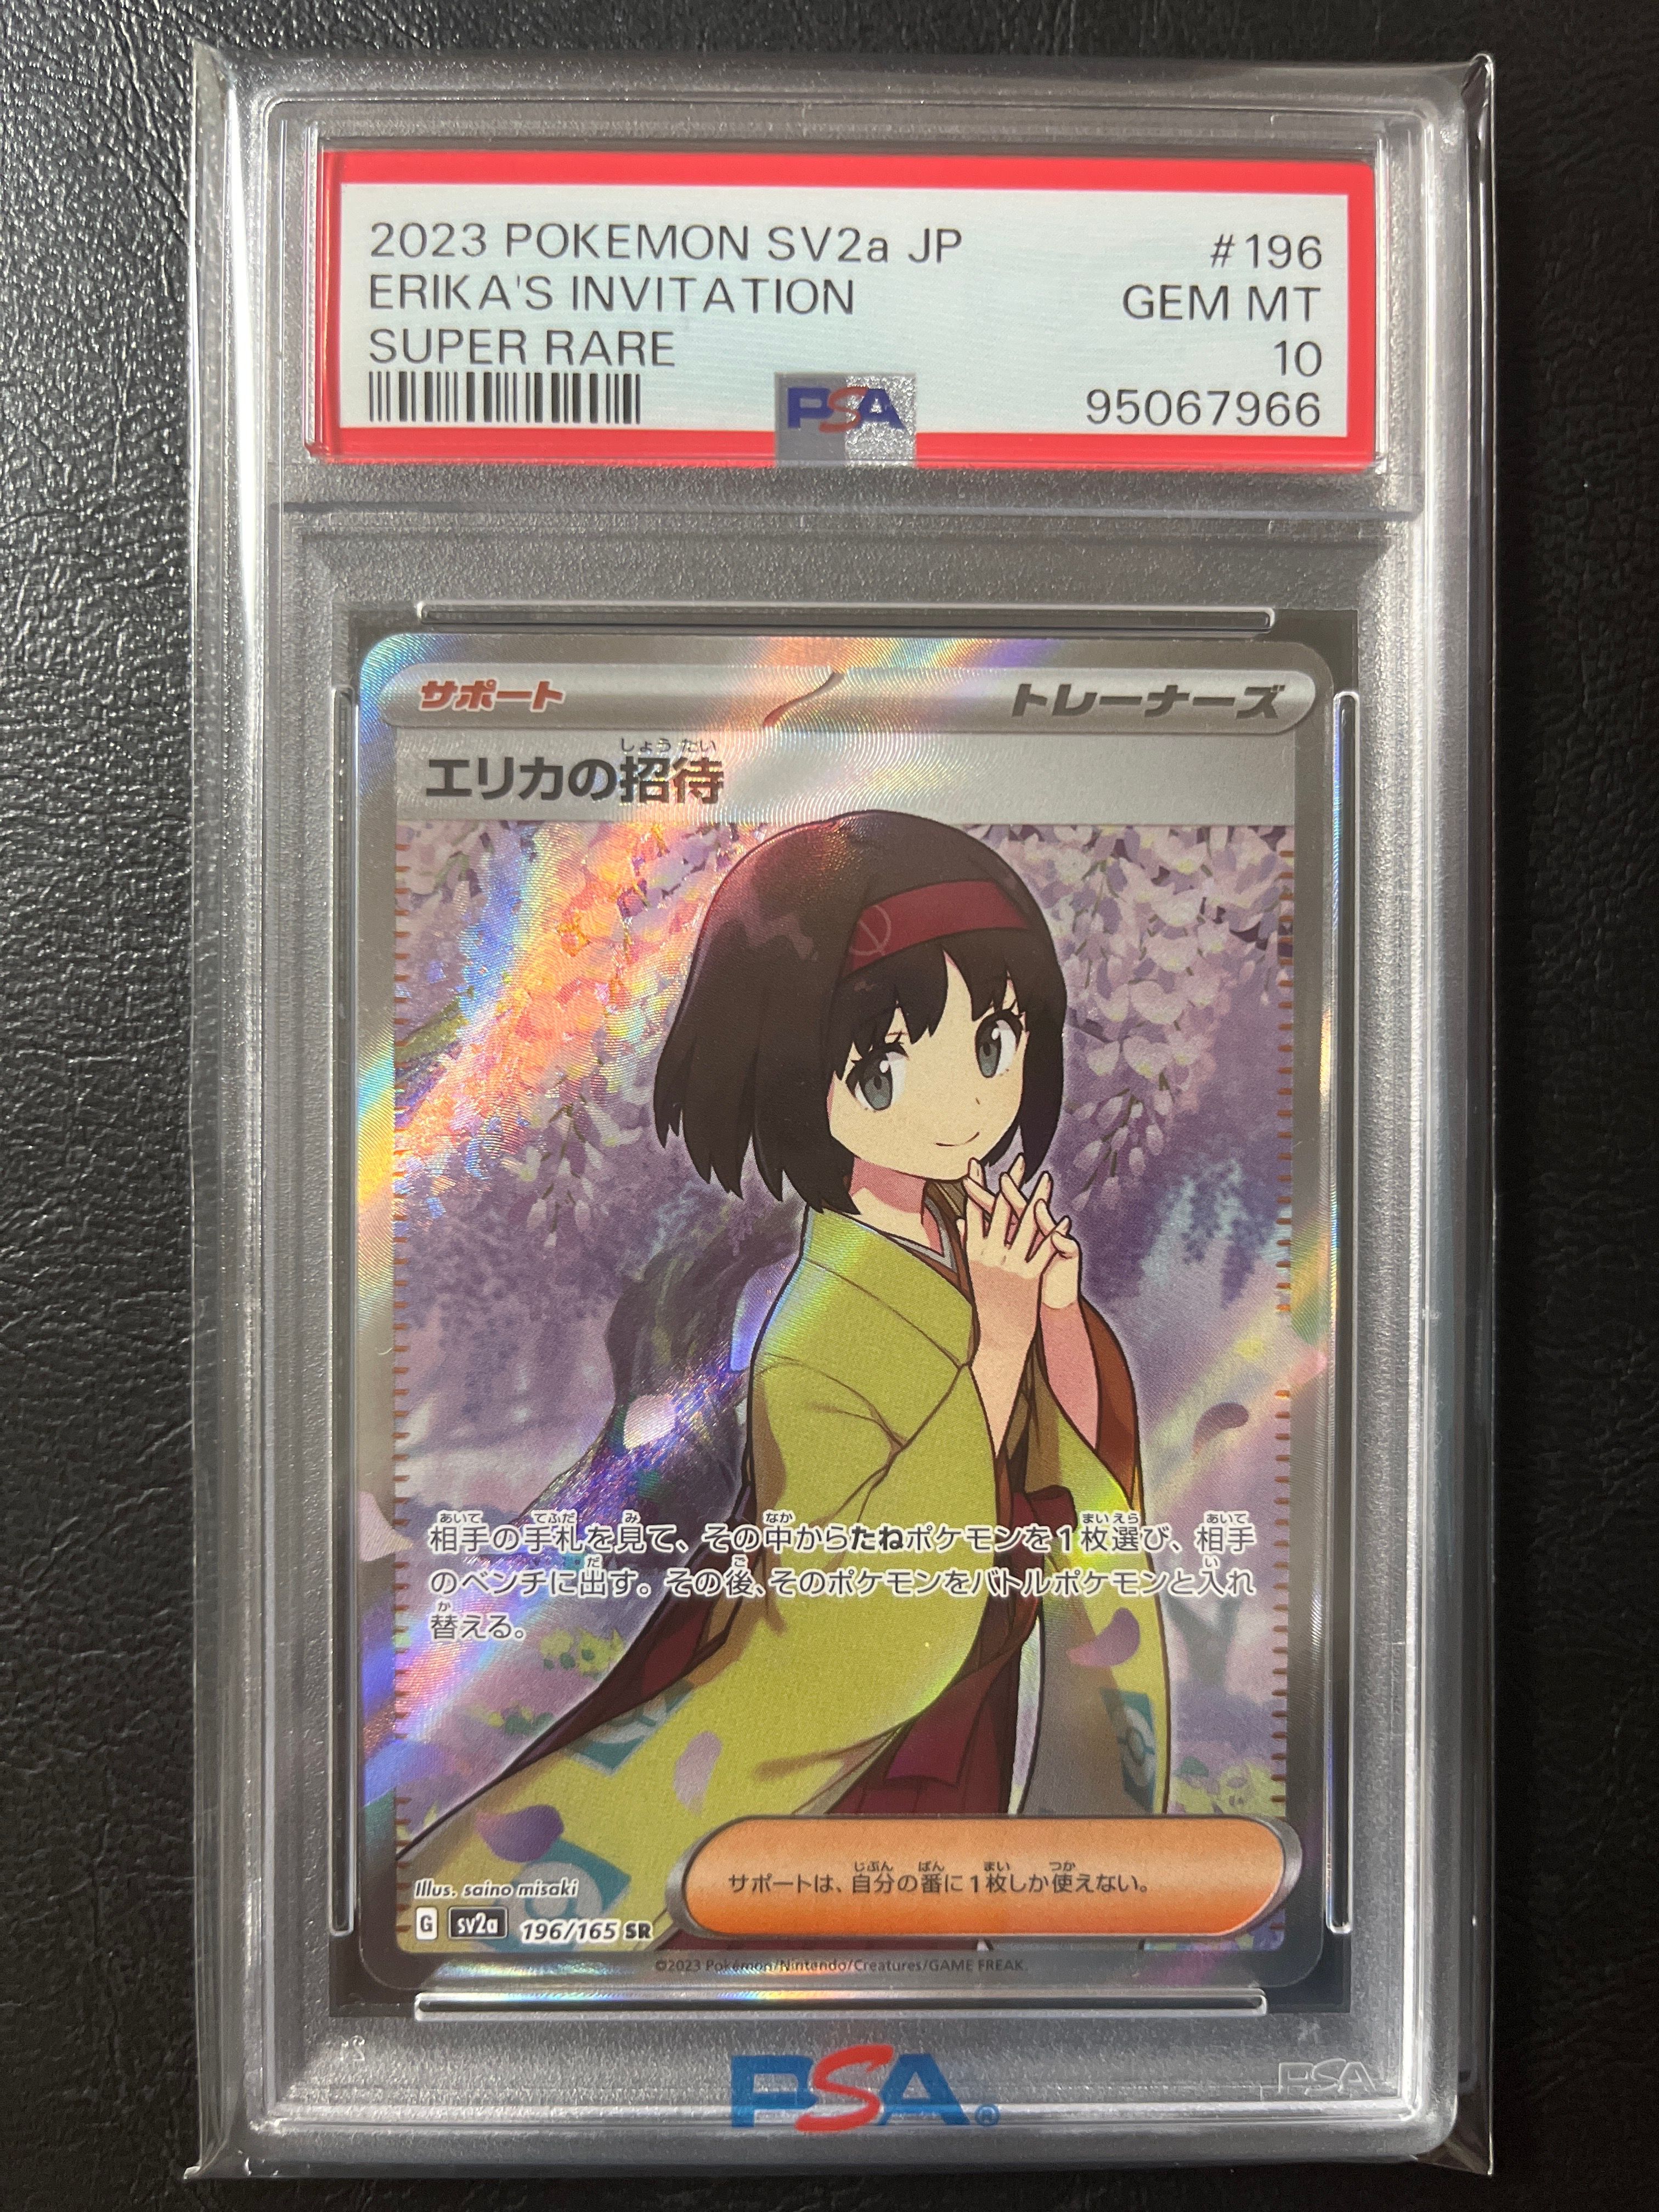 2023 POKEMON SV2a JP #196
ERIKA'S INVITATION GEM MT
SUPER RARE 10
PSA 95067966
サポート トレーナーズ
しょう たい
エリカの招待
あいて てふだ み なか まい えら あいて
相手の手札を見て、その中からたねポケモンを1枚選び、相手
だ ご い
のベンチに出す。その後、そのポケモンをバトルポケモンと入れ
か
替える。
じぶん ばん まい つか
サポートは、自分の番に1枚しか使えない。
Illus. saino misaki
G sv2a 196/165 SR
©2023 Pokémon/Nintendo/Creatures/GAME FREAK.
PSA
PSA®